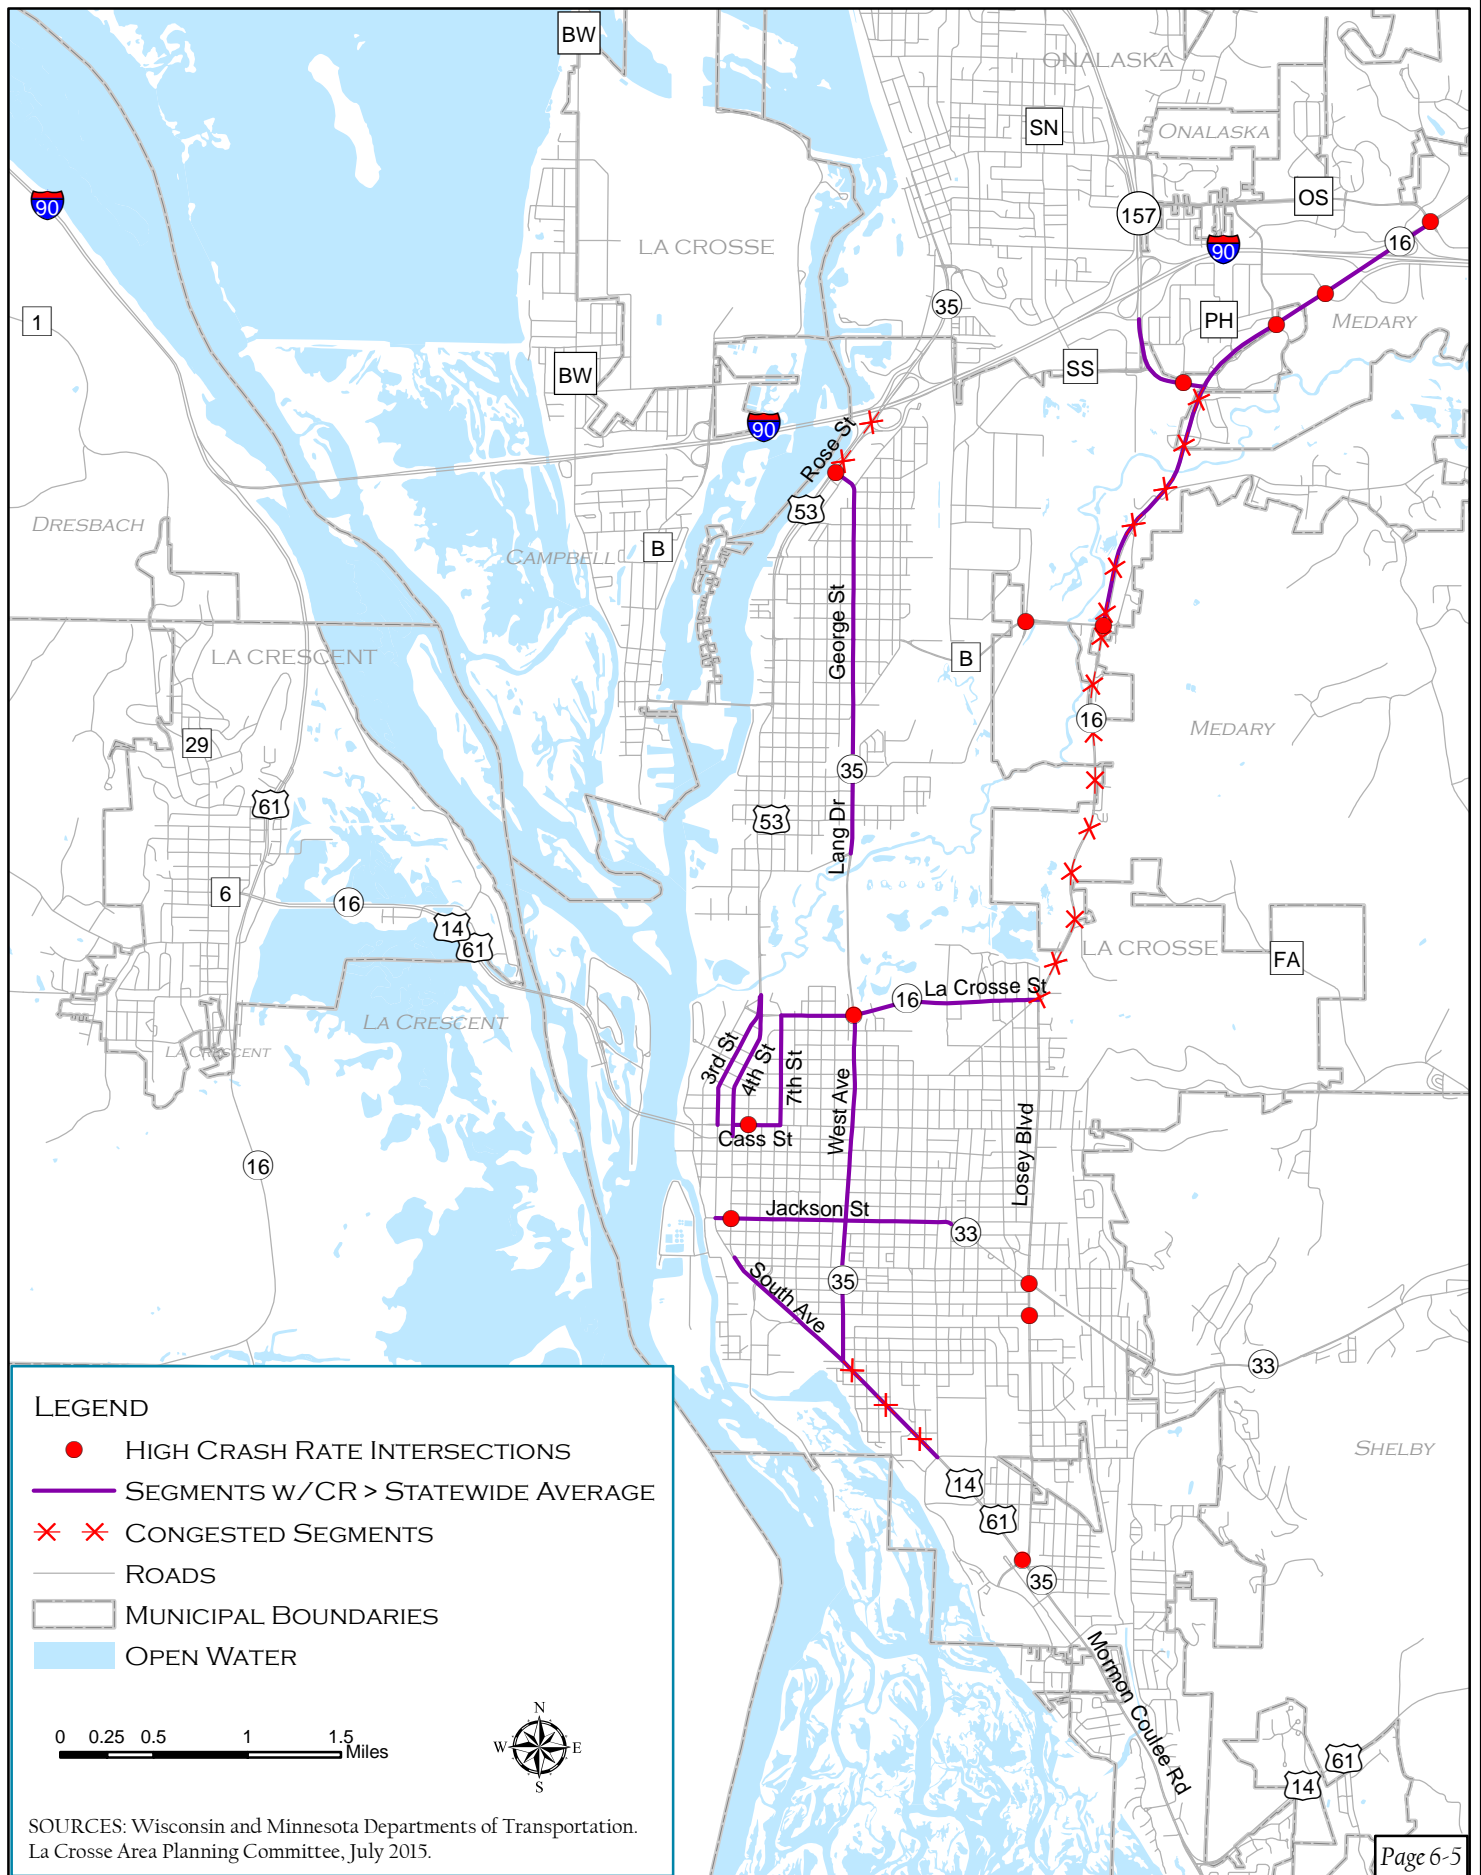 BW
ONALASKA
SN
ONALASKA
OS
90
157
16
90
LA CROSSE
35
1
PH
MEDARY
SS
BW
90
Rose St
53
DRESBACH
CAMPBELL
B
George St
B
LA CRESCENT
16
MEDARY
29
35
61
53
Lang Dr
6
16
14
61
LA CROSSE
FA
La Crosse St
16
LA CRESCENT
LA CRESCENT
3rd St
4th St
7th St
West Ave
Cass St
Losey Blvd
16
Jackson St
33
35
South Ave
33
SHELBY
14
61
35
Mormon Coulee Rd
61
14
LEGEND
HIGH CRASH RATE INTERSECTIONS
SEGMENTS W/CR > STATEWIDE AVERAGE
CONGESTED SEGMENTS
ROADS
MUNICIPAL BOUNDARIES
OPEN WATER
0 0.25 0.5 1 1.5
Miles
N
W E
S
SOURCES: Wisconsin and Minnesota Departments of Transportation.
La Crosse Area Planning Committee, July 2015.
Page 6-5